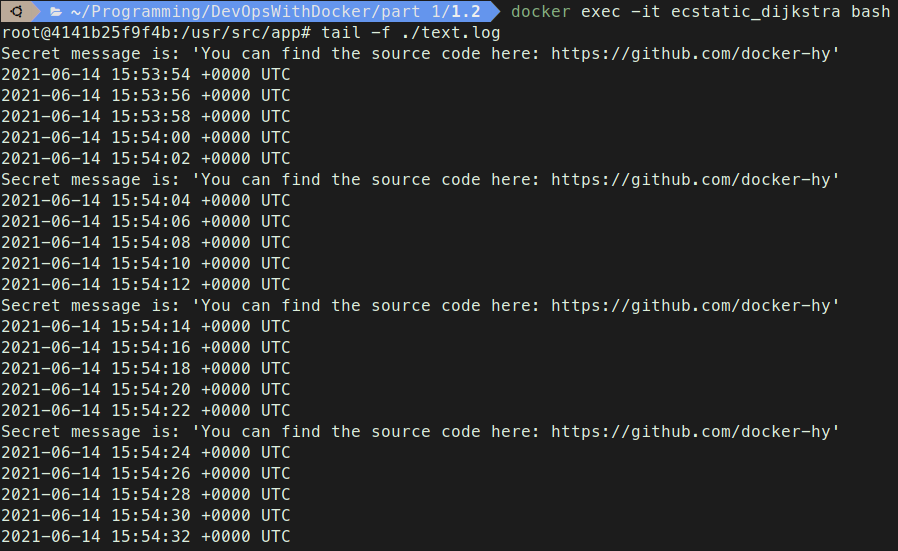 ~/Programming/DevOpsWithDocker/part 1/1.2 docker exec -it ecstatic_dijkstra bash
root@4141b25f9f4b:/usr/src/app# tail -f ./text.log
Secret message is: 'You can find the source code here: https://github.com/docker-hy'
2021-06-14 15:53:54 +0000 UTC
2021-06-14 15:53:56 +0000 UTC
2021-06-14 15:53:58 +0000 UTC
2021-06-14 15:54:00 +0000 UTC
2021-06-14 15:54:02 +0000 UTC
Secret message is: 'You can find the source code here: https://github.com/docker-hy'
2021-06-14 15:54:04 +0000 UTC
2021-06-14 15:54:06 +0000 UTC
2021-06-14 15:54:08 +0000 UTC
2021-06-14 15:54:10 +0000 UTC
2021-06-14 15:54:12 +0000 UTC
Secret message is: 'You can find the source code here: https://github.com/docker-hy'
2021-06-14 15:54:14 +0000 UTC
2021-06-14 15:54:16 +0000 UTC
2021-06-14 15:54:18 +0000 UTC
2021-06-14 15:54:20 +0000 UTC
2021-06-14 15:54:22 +0000 UTC
Secret message is: 'You can find the source code here: https://github.com/docker-hy'
2021-06-14 15:54:24 +0000 UTC
2021-06-14 15:54:26 +0000 UTC
2021-06-14 15:54:28 +0000 UTC
2021-06-14 15:54:30 +0000 UTC
2021-06-14 15:54:32 +0000 UTC